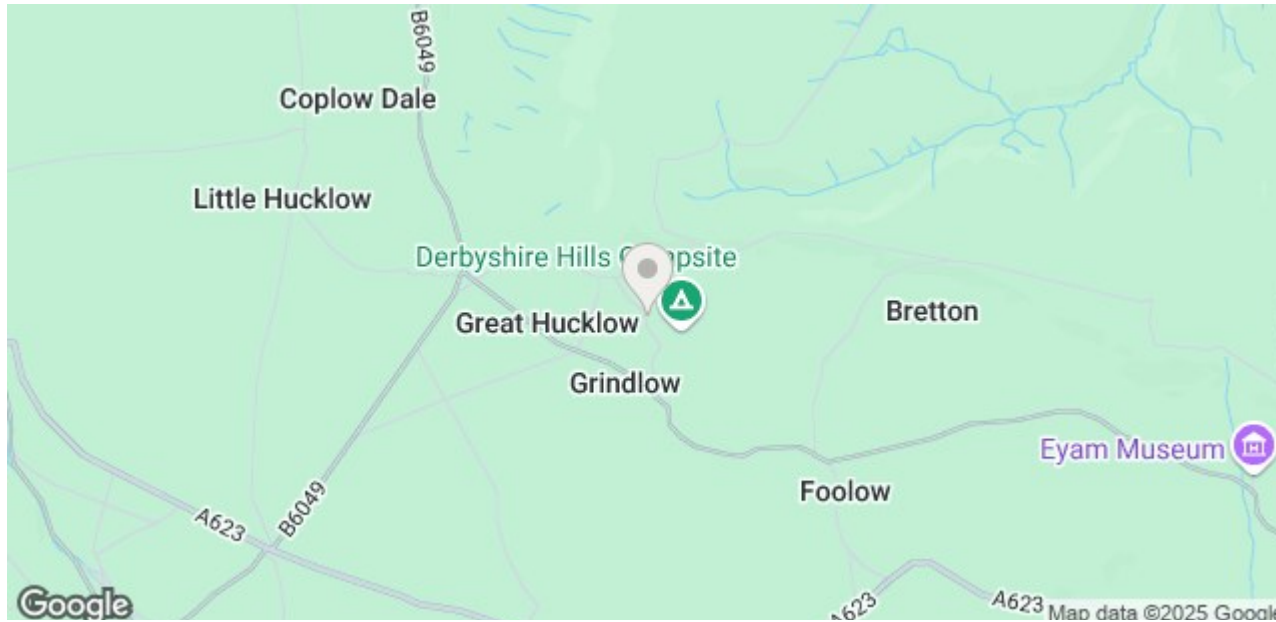 B6049
Coplow Dale
Little Hucklow
Derbyshire Hills C mpsite
Great Hucklow
Bretton
Grindlow
Eyam Museum
Foolow
B6049
A623
A623
A623
Google
Map data ©2025 Google